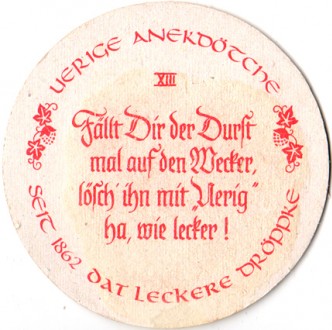 UERIGE ANEKDÖTCHE
XIII
Fällt Dir der Durst
mal auf den Wecker,
lösch' ihn mit „Uerig“
ha, wie lecker!
SEIT 1862 DAT LECKERE DRÖPPKE